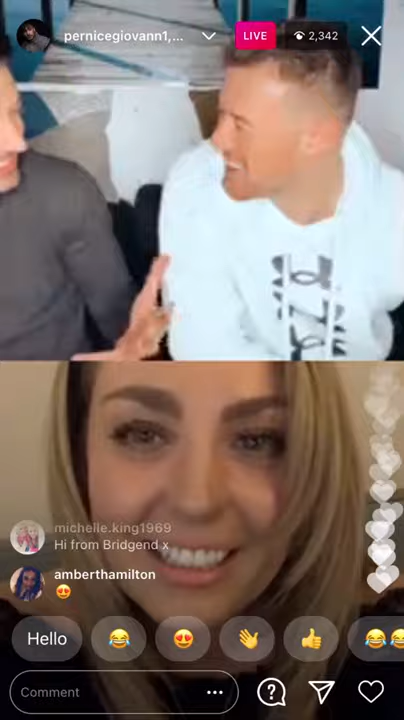 pernicegiovann1,...
LIVE
2,342
michelle.king1969
Hi from Bridgend x
amberthamilton
😍
Hello
😂
😍
👋
👍
😂😂
Comment